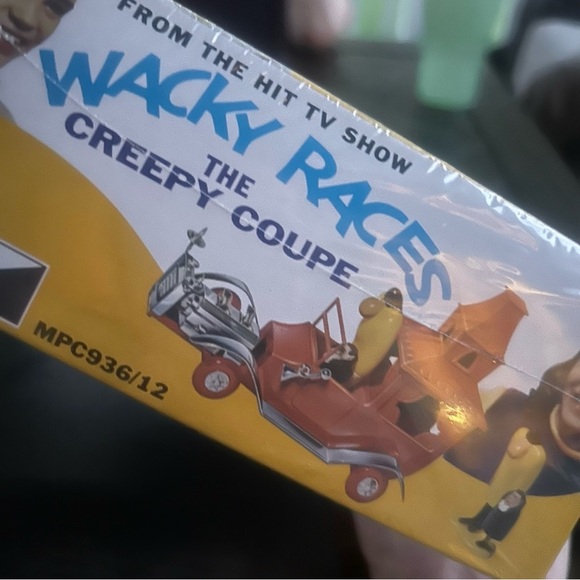 FROM THE HIT TV SHOW
WACKY RACES
THE
CREEPY COUPE
MPC936/12